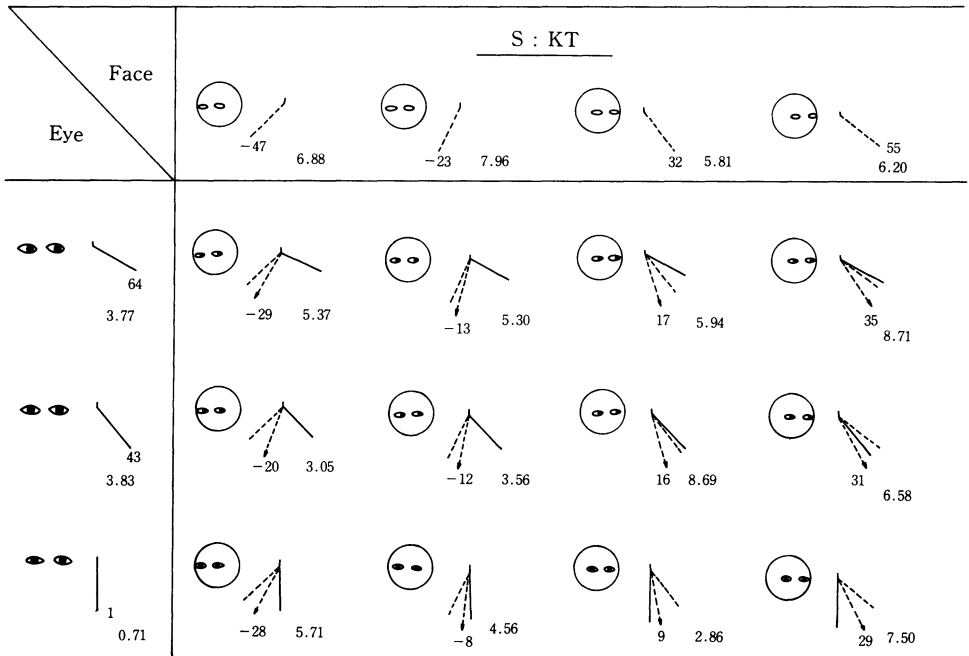 S : KT
Face
Eye
−47 6.88 −23 7.96 32 5.81 55 6.20
64 3.77 −29 5.37 −13 5.30 17 5.94 35 8.71
43 3.83 −20 3.05 −12 3.56 16 8.69 31 6.58
1 0.71 −28 5.71 −8 4.56 9 2.86 29 7.50